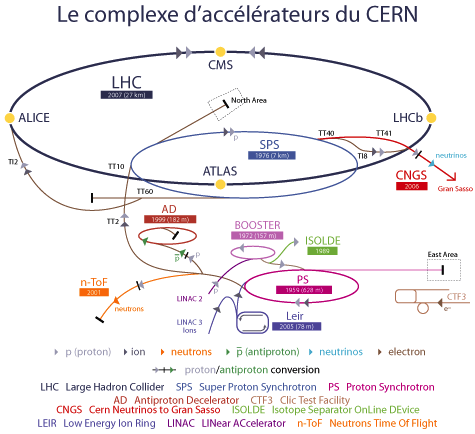 Le complexe d'accélérateurs du CERN
CMS
LHC
2007 (27 km)
North Area
ALICE
LHCb
p
TT40
TT41
SPS
1976 (7 km)
TI2
TI8
TT10
ATLAS
neutrinos
CNGS
2006
Gran Sasso
TT60
AD
1999 (182 m)
TT2
BOOSTER
1972 (157 m)
ISOLDE
1989
p
p̅
p
East Area
n-ToF
2001
PS
1959 (628 m)
LINAC 2
neutrons
CTF3
e-
LINAC 3
Ions
Leir
2005 (78 m)
p (proton)
ion
neutrons
p̅ (antiproton)
neutrinos
electron
proton/antiproton conversion
LHC Large Hadron Collider SPS Super Proton Synchrotron PS Proton Synchrotron
AD Antiproton Decelerator CTF3 Clic Test Facility
CNGS Cern Neutrinos to Gran Sasso ISOLDE Isotope Separator OnLine DEvice
LEIR Low Energy Ion Ring LINAC LINear ACcelerator n-ToF Neutrons Time Of Flight